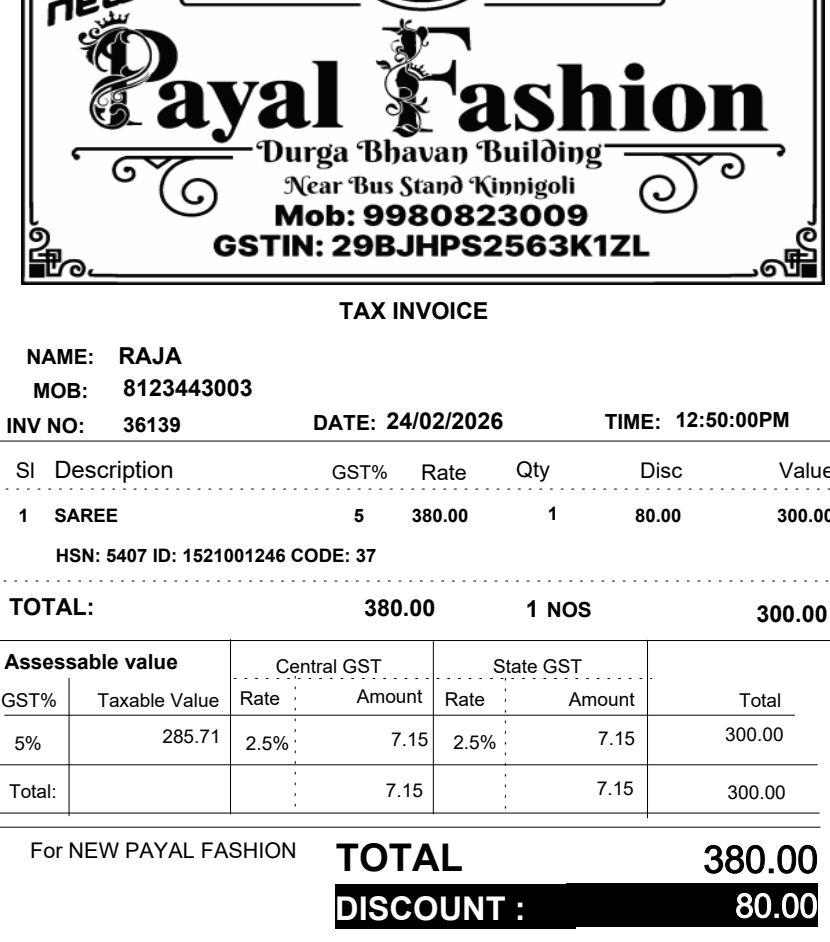 new
Payal Fashion
Durga Bhavan Building
Near Bus Stand Kinnigoli
Mob: 9980823009
GSTIN: 29BJHPS2563K1ZL
TAX INVOICE
NAME: RAJA
MOB: 8123443003
INV NO: 36139 DATE: 24/02/2026 TIME: 12:50:00PM
Sl Description GST% Rate Qty Disc Value
1 SAREE 5 380.00 1 80.00 300.00
HSN: 5407 ID: 1521001246 CODE: 37
TOTAL: 380.00 1 NOS 300.00
Assessable value Central GST State GST
GST% Taxable Value Rate Amount Rate Amount Total
5% 285.71 2.5% 7.15 2.5% 7.15 300.00
Total: 7.15 7.15 300.00
For NEW PAYAL FASHION TOTAL 380.00
DISCOUNT : 80.00